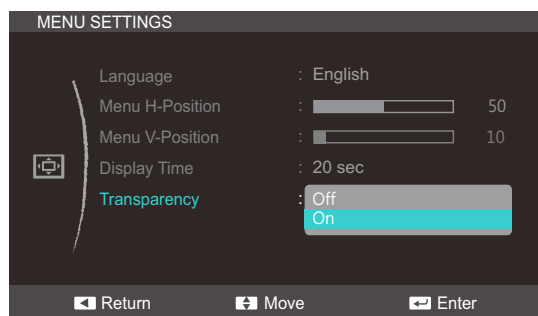 MENU SETTINGS
Language : English
Menu H-Position : 50
Menu V-Position : 10
Display Time : 20 sec
Transparency : Off
On
Return Move Enter